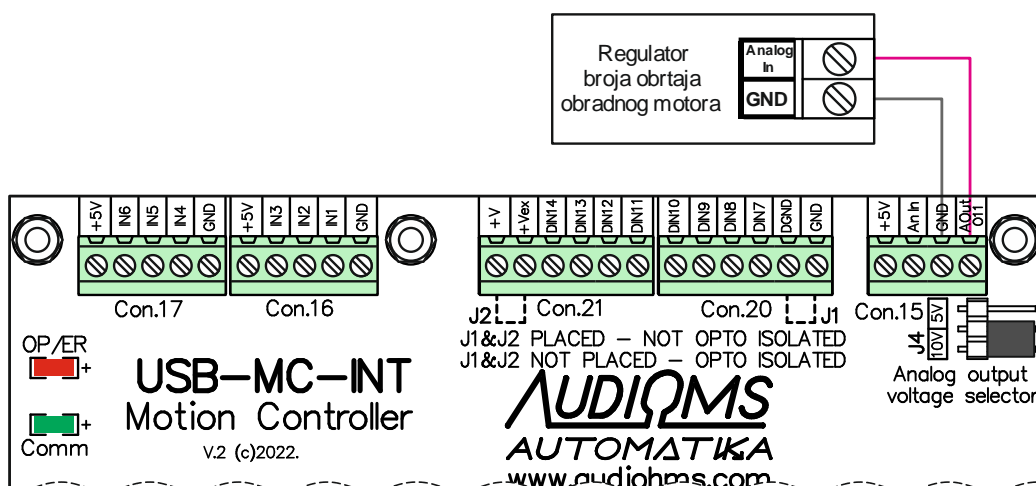 Regulator
broja obrtaja
obradnog motora
Analog
In
GND
+5V
IN6
IN5
IN4
GND
+5V
IN3
IN2
IN1
GND
+V
+Vex
DIN14
DIN13
DIN12
DIN11
DIN10
DIN9
DIN8
DIN7
DGND
GND
+5V
An In
GND
AOut
O11
Con.17
Con.16
J2
Con.21
Con.20
J1
Con.15
5V
10V
J4
J1&J2 PLACED – NOT OPTO ISOLATED
J1&J2 NOT PLACED – OPTO ISOLATED
Analog output
voltage selector
OP/ER
+
+
Comm
USB–MC–INT
Motion Controller
V.2 (c)2022.
AUDIOMS
AUTOMATIKA
www.audiohms.com